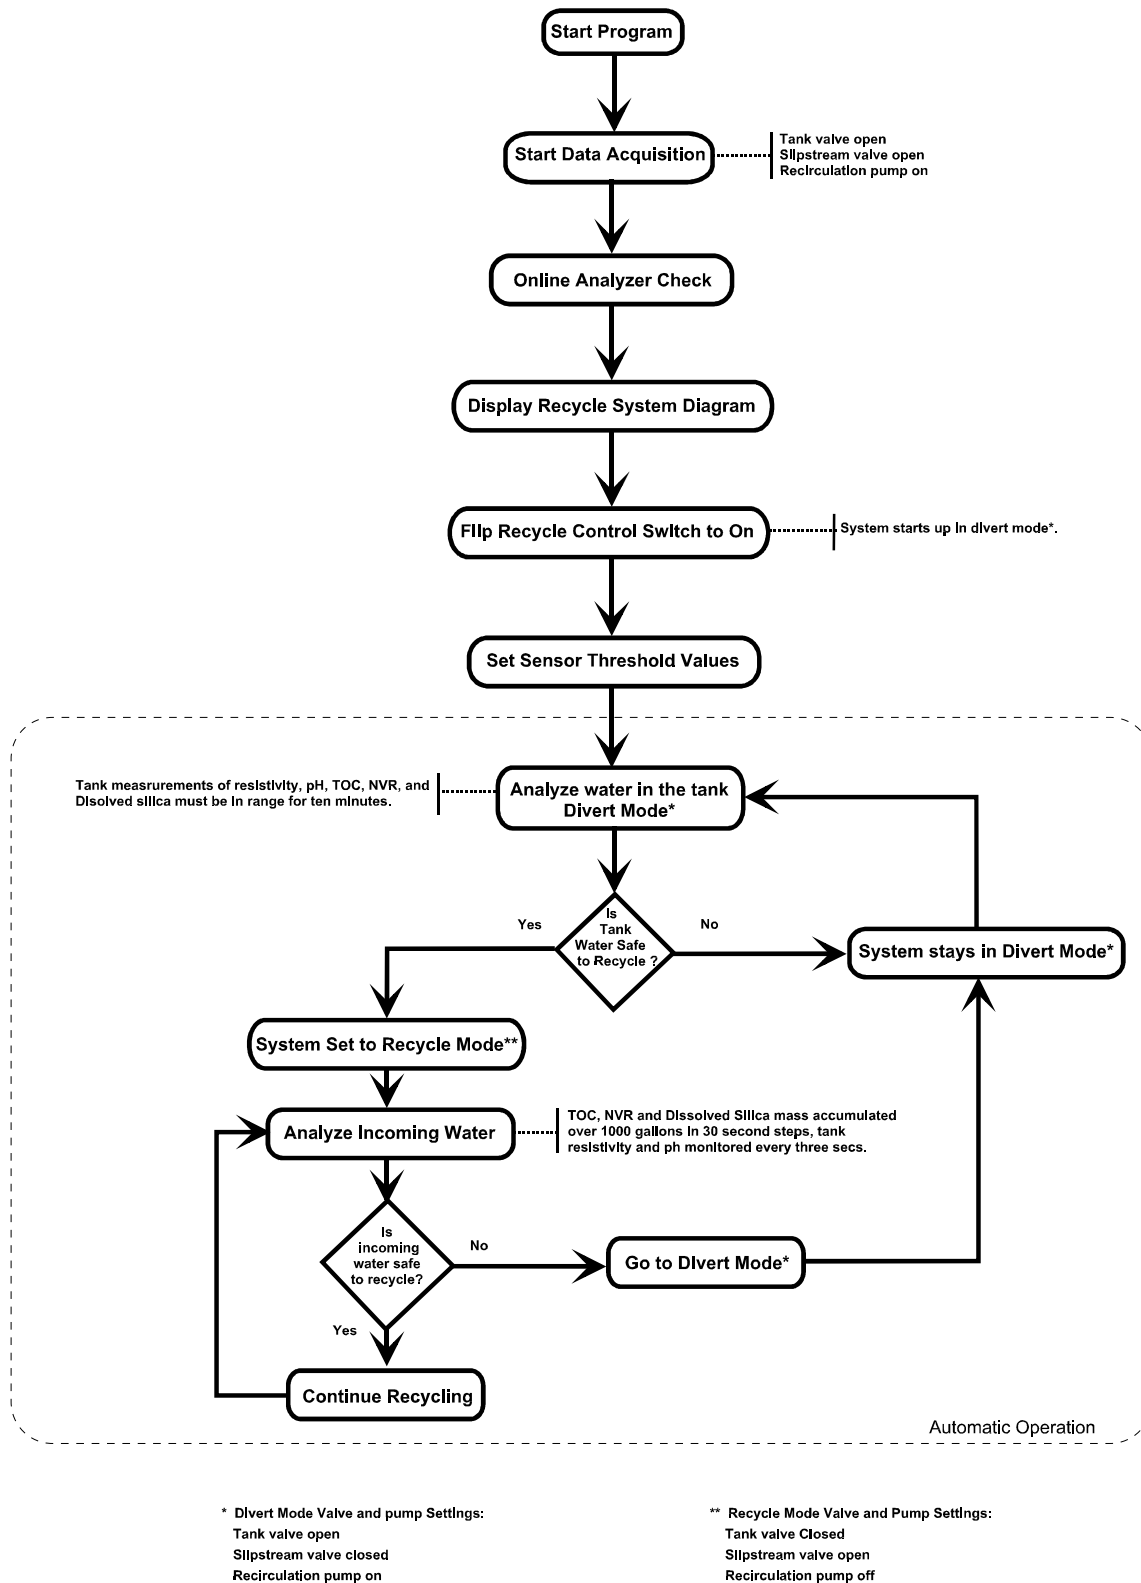 Start Program
Start Data Acquisition
Tank valve open
Slipstream valve open
Recirculation pump on
Online Analyzer Check
Display Recycle System Diagram
Flip Recycle Control Switch to On
System starts up in divert mode*.
Set Sensor Threshold Values
Tank measrurements of resistivity, pH, TOC, NVR, and
Disolved silica must be in range for ten minutes.
Analyze water in the tank
Divert Mode*
Is
Tank
Water Safe
to Recycle ?
Yes
No
System stays in Divert Mode*
System Set to Recycle Mode**
Analyze Incoming Water
TOC, NVR and Dissolved Silica mass accumulated
over 1000 gallons in 30 second steps, tank
resistivity and ph monitored every three secs.
Is
incoming
water safe
to recycle?
No
Go to Divert Mode*
Yes
Continue Recycling
Automatic Operation
* Divert Mode Valve and pump Settings:
Tank valve open
Slipstream valve closed
Recirculation pump on
** Recycle Mode Valve and Pump Settings:
Tank valve Closed
Slipstream valve open
Recirculation pump off